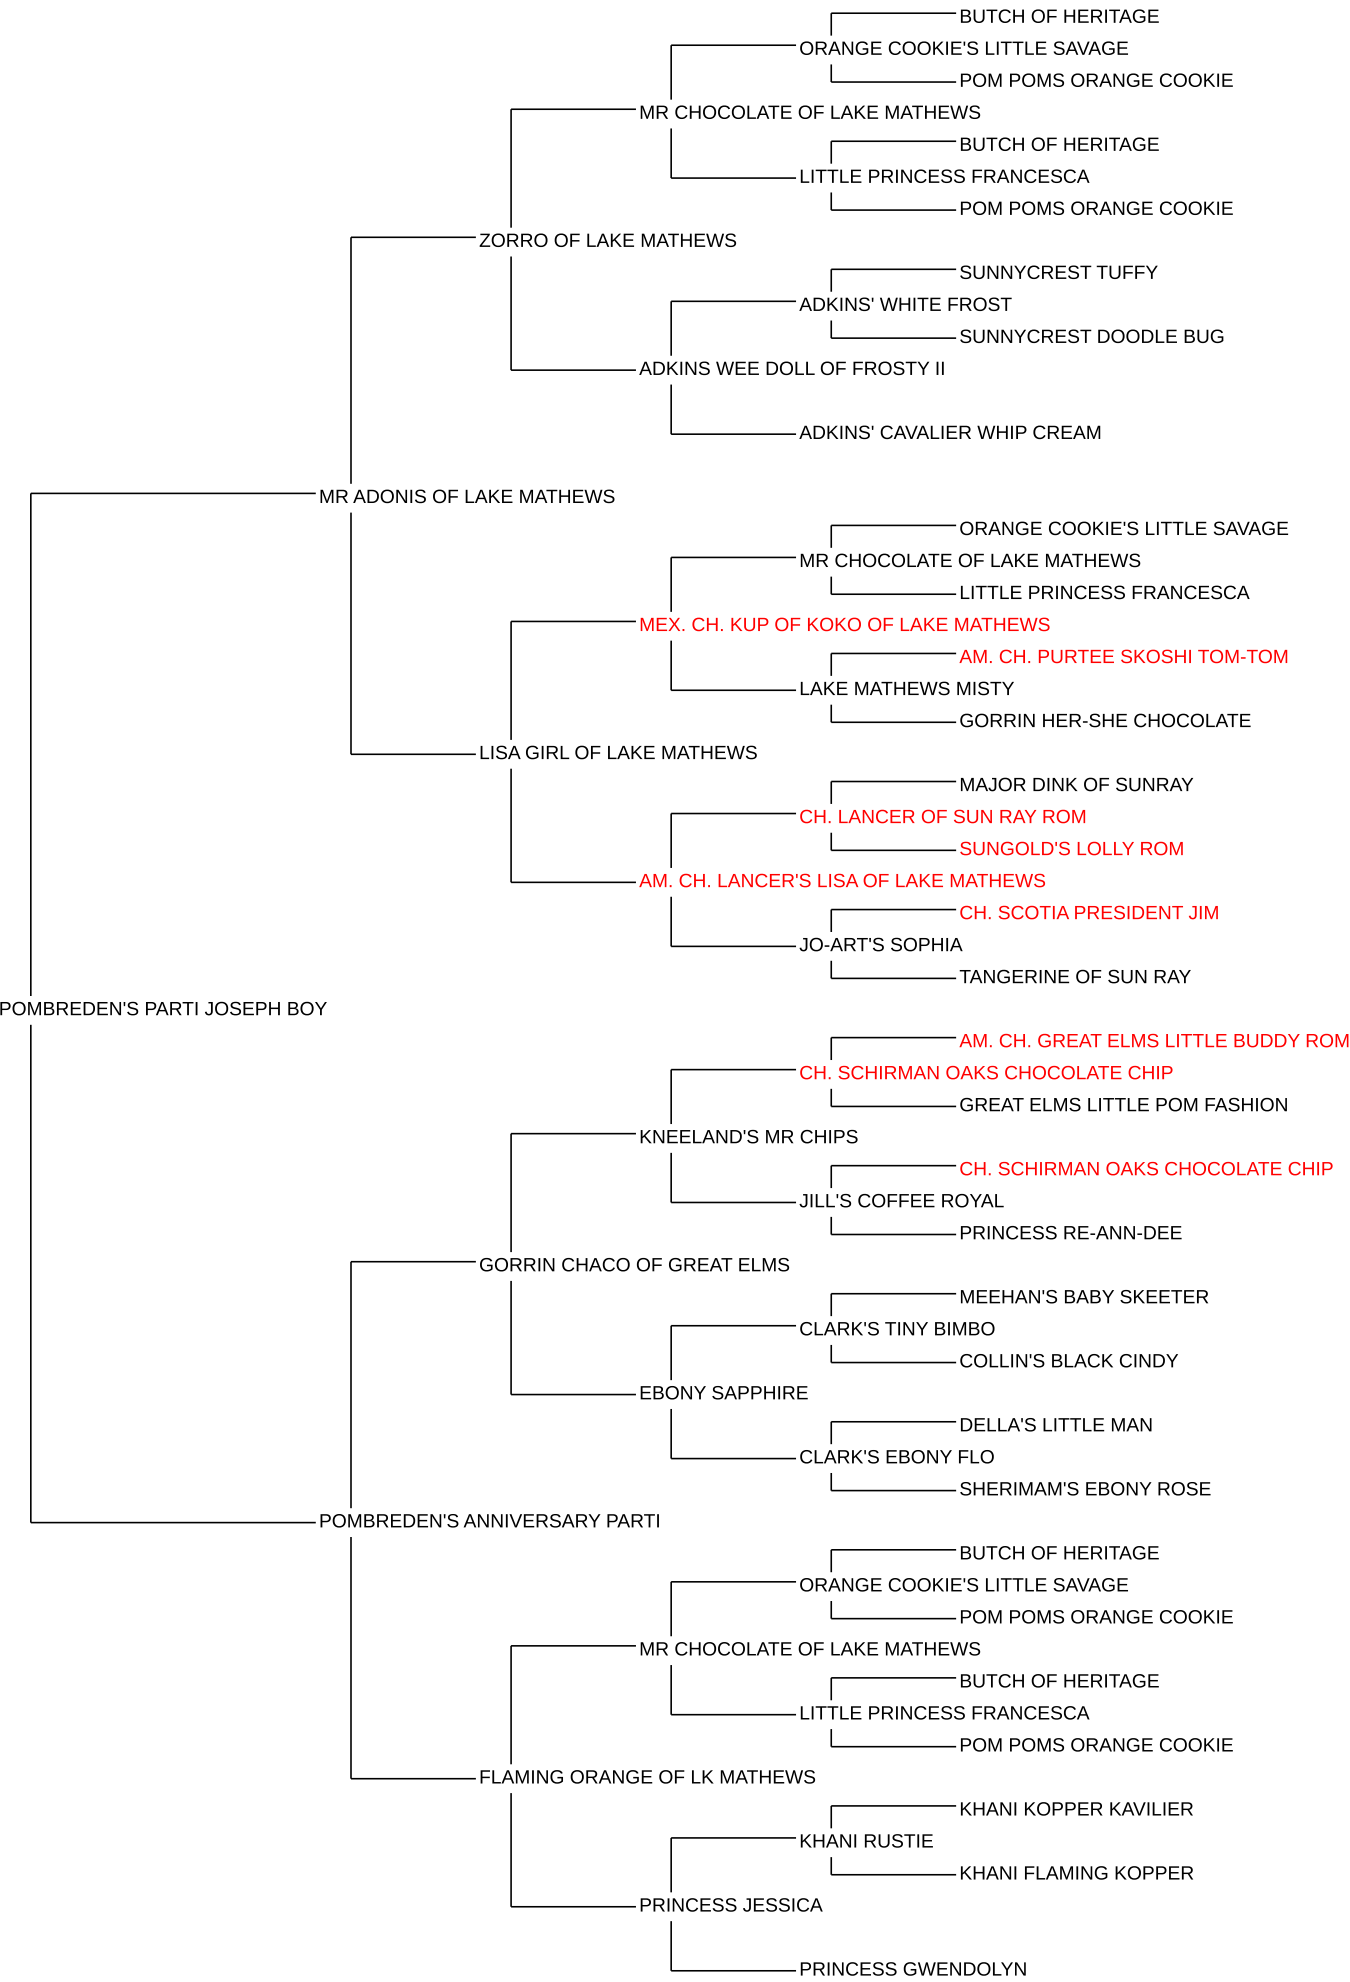 BUTCH OF HERITAGE
ORANGE COOKIE'S LITTLE SAVAGE
POM POMS ORANGE COOKIE
MR CHOCOLATE OF LAKE MATHEWS
BUTCH OF HERITAGE
LITTLE PRINCESS FRANCESCA
POM POMS ORANGE COOKIE
ZORRO OF LAKE MATHEWS
SUNNYCREST TUFFY
ADKINS' WHITE FROST
SUNNYCREST DOODLE BUG
ADKINS WEE DOLL OF FROSTY II
ADKINS' CAVALIER WHIP CREAM
MR ADONIS OF LAKE MATHEWS
ORANGE COOKIE'S LITTLE SAVAGE
MR CHOCOLATE OF LAKE MATHEWS
LITTLE PRINCESS FRANCESCA
MEX. CH. KUP OF KOKO OF LAKE MATHEWS
AM. CH. PURTEE SKOSHI TOM-TOM
LAKE MATHEWS MISTY
GORRIN HER-SHE CHOCOLATE
LISA GIRL OF LAKE MATHEWS
MAJOR DINK OF SUNRAY
CH. LANCER OF SUN RAY ROM
SUNGOLD'S LOLLY ROM
AM. CH. LANCER'S LISA OF LAKE MATHEWS
CH. SCOTIA PRESIDENT JIM
JO-ART'S SOPHIA
TANGERINE OF SUN RAY
POMBREDEN'S PARTI JOSEPH BOY
AM. CH. GREAT ELMS LITTLE BUDDY ROM
CH. SCHIRMAN OAKS CHOCOLATE CHIP
GREAT ELMS LITTLE POM FASHION
KNEELAND'S MR CHIPS
CH. SCHIRMAN OAKS CHOCOLATE CHIP
JILL'S COFFEE ROYAL
PRINCESS RE-ANN-DEE
GORRIN CHACO OF GREAT ELMS
MEEHAN'S BABY SKEETER
CLARK'S TINY BIMBO
COLLIN'S BLACK CINDY
EBONY SAPPHIRE
DELLA'S LITTLE MAN
CLARK'S EBONY FLO
SHERIMAM'S EBONY ROSE
POMBREDEN'S ANNIVERSARY PARTI
BUTCH OF HERITAGE
ORANGE COOKIE'S LITTLE SAVAGE
POM POMS ORANGE COOKIE
MR CHOCOLATE OF LAKE MATHEWS
BUTCH OF HERITAGE
LITTLE PRINCESS FRANCESCA
POM POMS ORANGE COOKIE
FLAMING ORANGE OF LK MATHEWS
KHANI KOPPER KAVILIER
KHANI RUSTIE
KHANI FLAMING KOPPER
PRINCESS JESSICA
PRINCESS GWENDOLYN